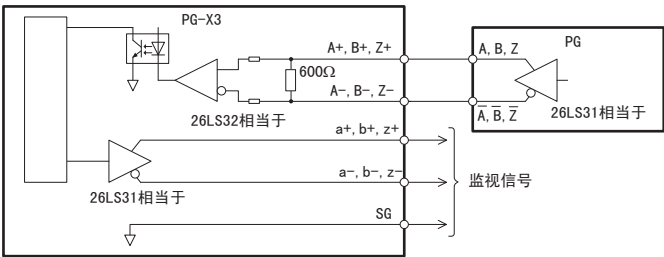 PG-X3
A+, B+, Z+
A, B, Z
PG
600Ω
A−, B−, Z−
26LS32相当于
A̅, B̅, Z̅
26LS31相当于
a+, b+, z+
a−, b−, z−
26LS31相当于
监视信号
SG